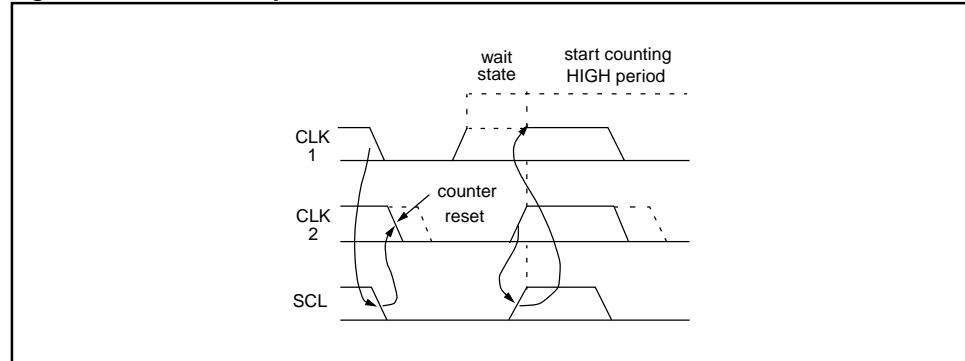 wait
state
start counting
HIGH period
CLK
1
counter
reset
CLK
2
SCL